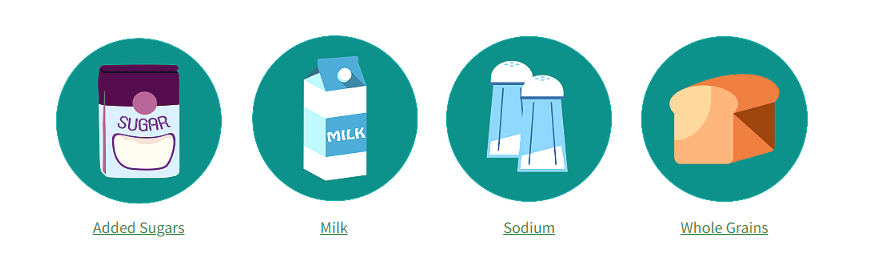 SUGAR
MILK
Added Sugars
Milk
Sodium
Whole Grains